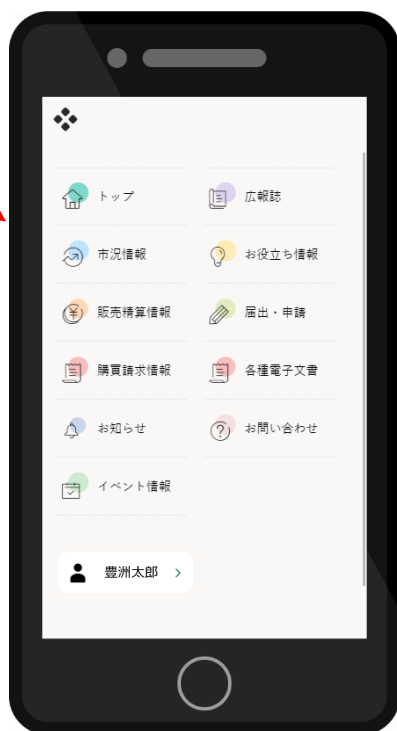 トップ
広報誌
市況情報
お役立ち情報
販売精算情報
届出・申請
購買請求情報
各種電子文書
お知らせ
お問い合わせ
イベント情報
豊洲太郎